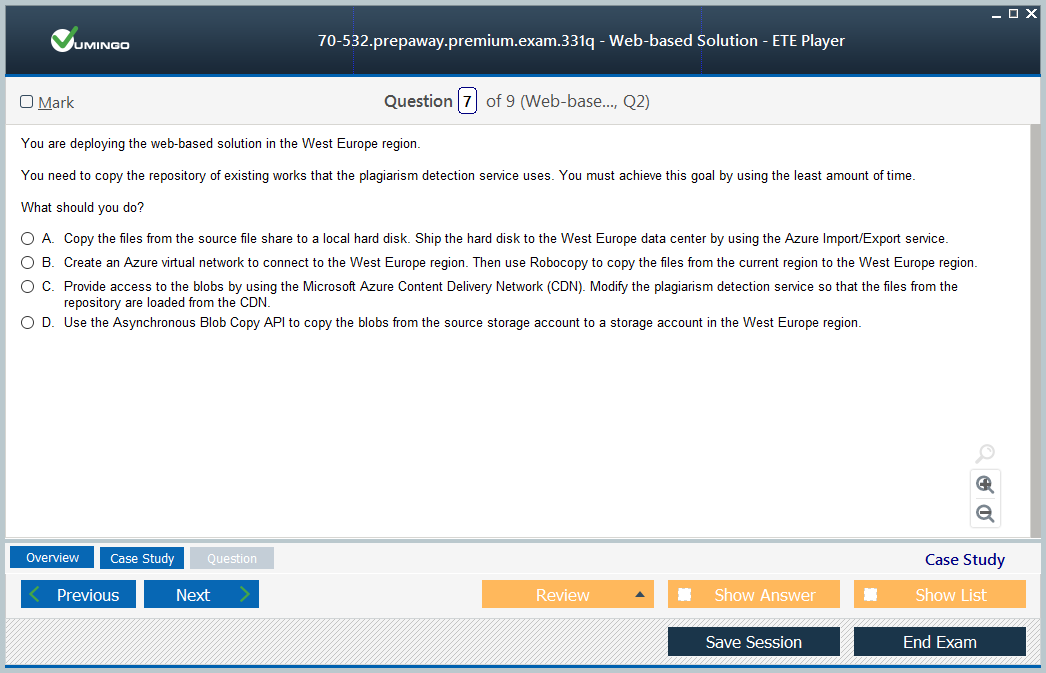 VUMINGO
70-532.prepaway.premium.exam.331q - Web-based Solution - ETE Player
Mark
Question 7 of 9 (Web-base..., Q2)
You are deploying the web-based solution in the West Europe region.
You need to copy the repository of existing works that the plagiarism detection service uses. You must achieve this goal by using the least amount of time.
What should you do?
A. Copy the files from the source file share to a local hard disk. Ship the hard disk to the West Europe data center by using the Azure Import/Export service.
B. Create an Azure virtual network to connect to the West Europe region. Then use Robocopy to copy the files from the current region to the West Europe region.
C. Provide access to the blobs by using the Microsoft Azure Content Delivery Network (CDN). Modify the plagiarism detection service so that the files from the
repository are loaded from the CDN.
D. Use the Asynchronous Blob Copy API to copy the blobs from the source storage account to a storage account in the West Europe region.
Overview Case Study Question Case Study
Previous Next Review Show Answer Show List
Save Session End Exam